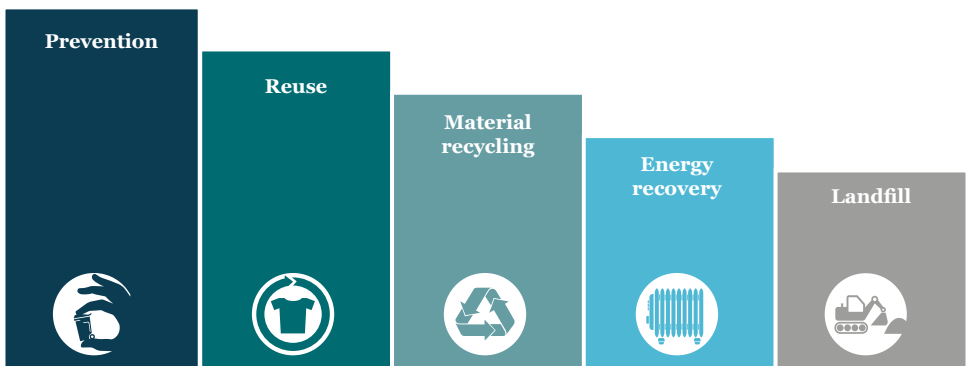 Prevention
Reuse
Material
recycling
Energy
recovery
Landfill